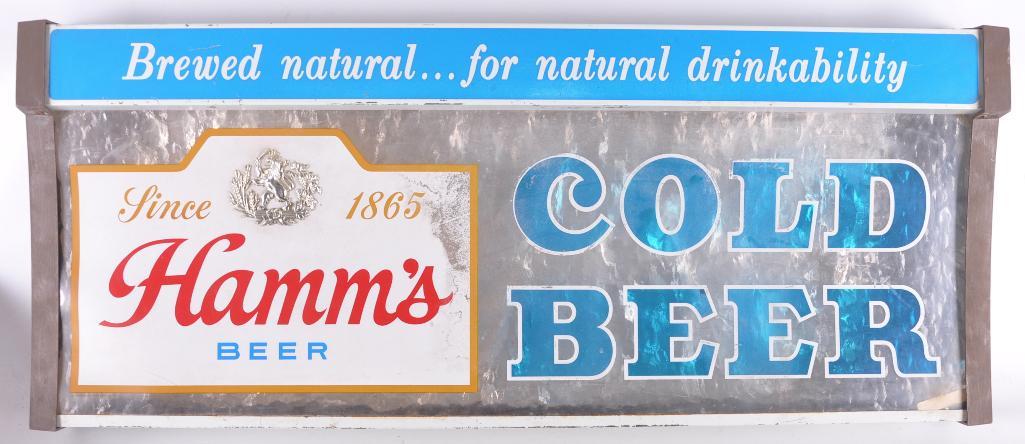 Brewed natural...for natural drinkability
Since 1865
Hamm's
BEER
COLD
BEER